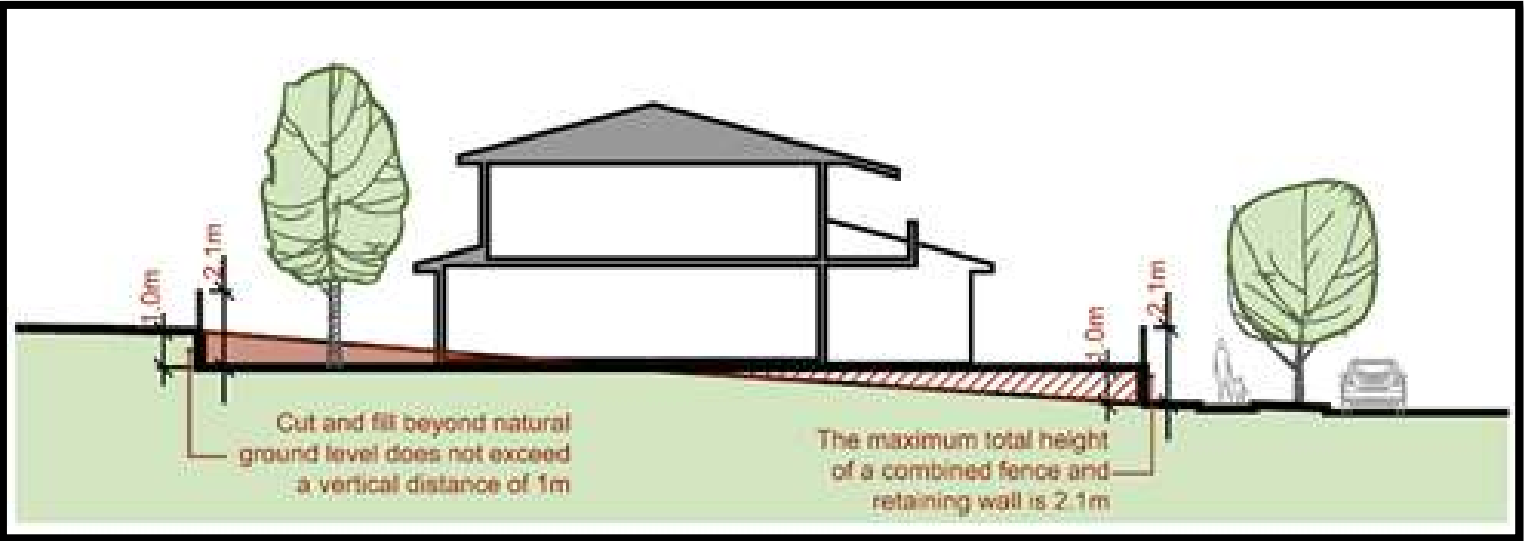 1.0m
2.1m
1.0m
2.1m
Cut and fill beyond natural
ground level does not exceed
a vertical distance of 1m
The maximum total height
of a combined fence and
retaining wall is 2.1m